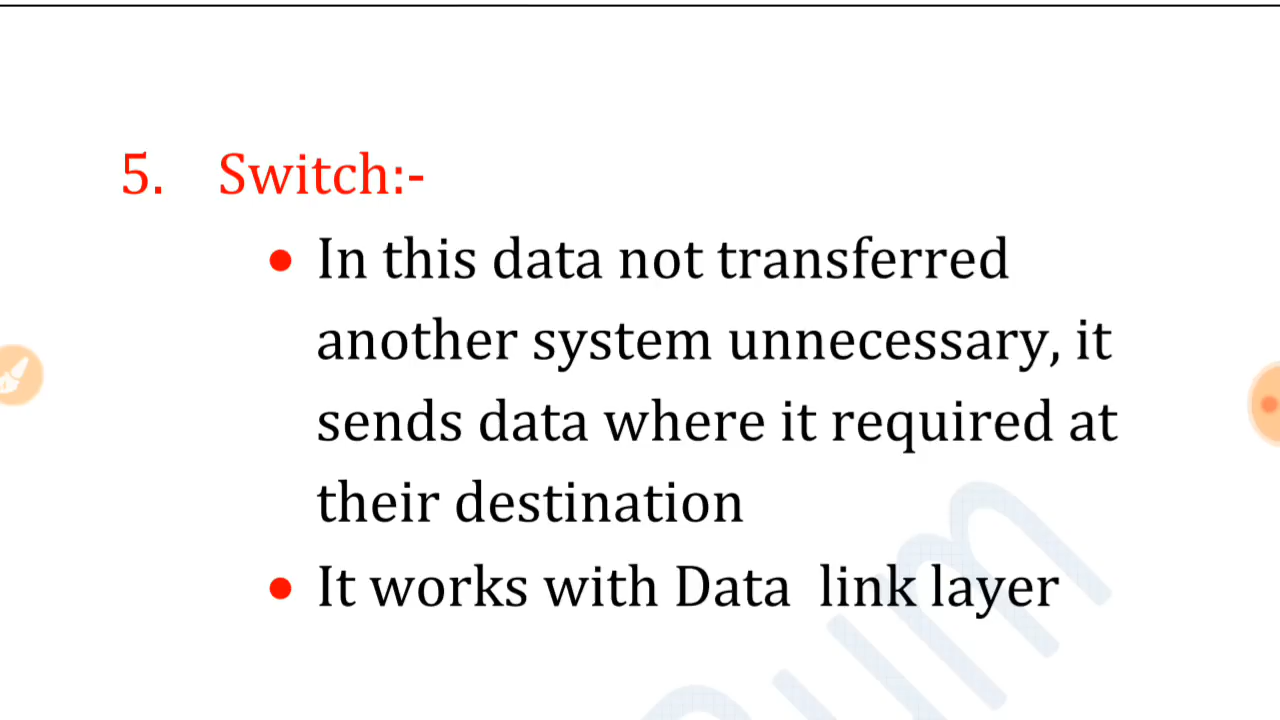 5. Switch:-
• In this data not transferred
another system unnecessary, it
sends data where it required at
their destination
• It works with Data link layer
um